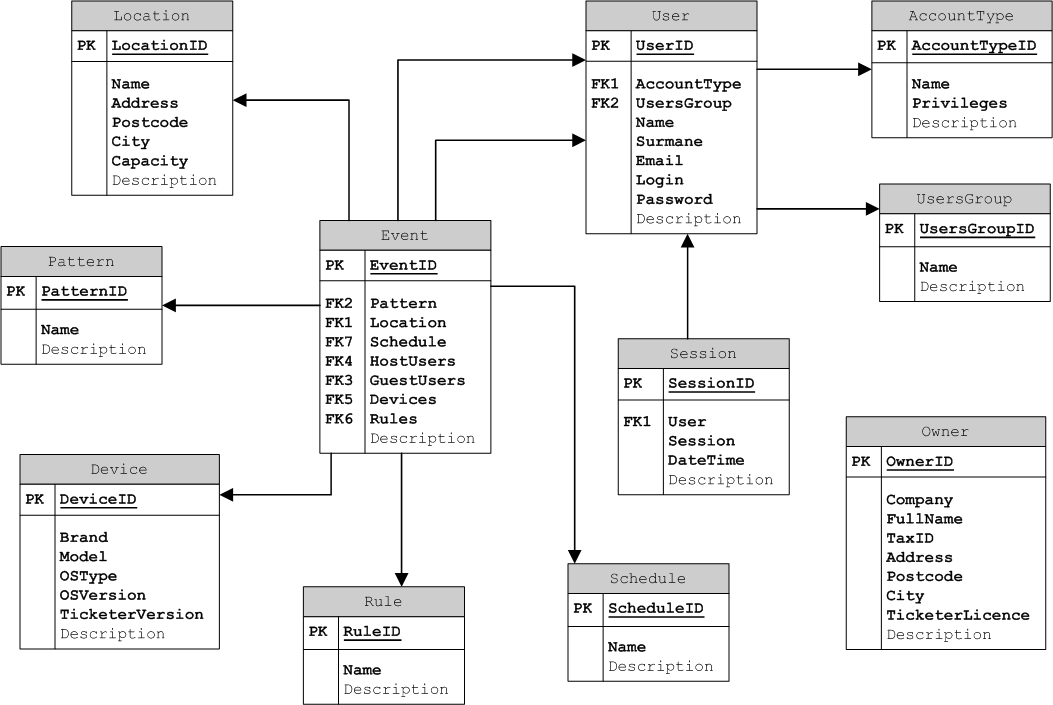 Location
PK LocationID
Name
Address
Postcode
City
Capacity
Description
User
PK UserID
FK1 AccountType
FK2 UsersGroup
Name
Surmane
Email
Login
Password
Description
AccountType
PK AccountTypeID
Name
Privileges
Description
UsersGroup
PK UsersGroupID
Name
Description
Pattern
PK PatternID
Name
Description
Event
PK EventID
FK2 Pattern
FK1 Location
FK7 Schedule
FK4 HostUsers
FK3 GuestUsers
FK5 Devices
FK6 Rules
Description
Session
PK SessionID
FK1 User
Session
DateTime
Description
Owner
PK OwnerID
Company
FullName
TaxID
Address
Postcode
City
TicketerLicence
Description
Device
PK DeviceID
Brand
Model
OSType
OSVersion
TicketerVersion
Description
Rule
PK RuleID
Name
Description
Schedule
PK ScheduleID
Name
Description